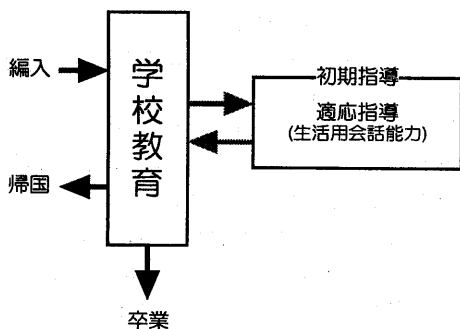 編入
帰国
学校教育
卒業
初期指導
適応指導
(生活用会話能力)